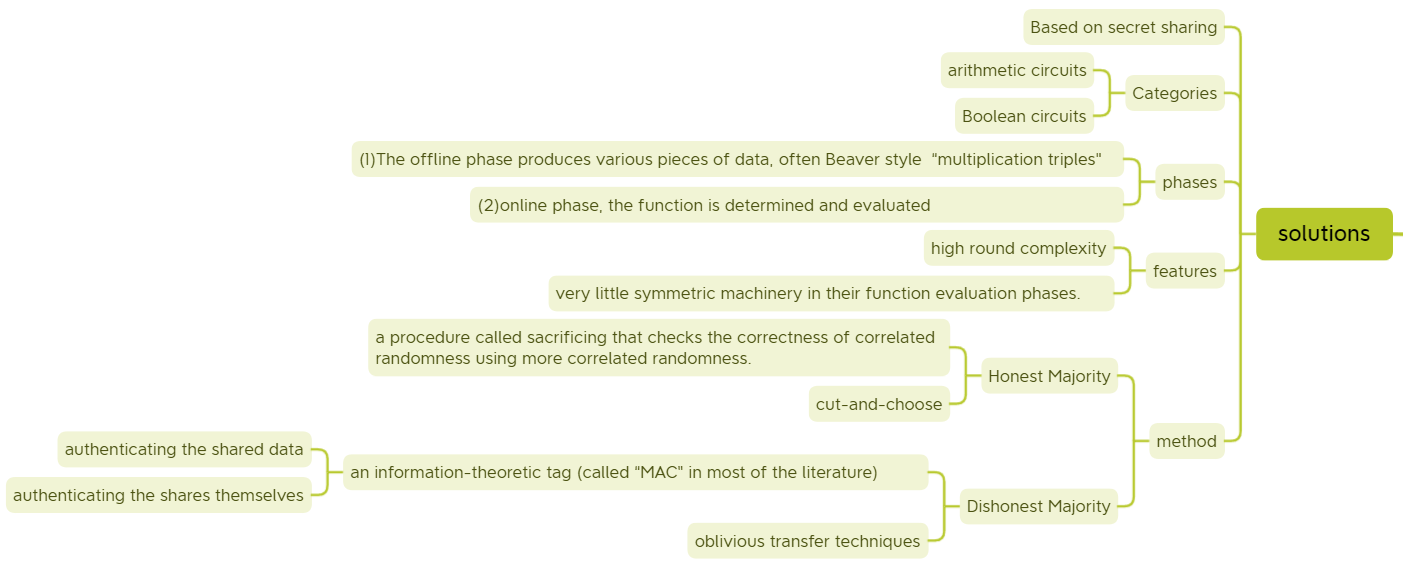 Based on secret sharing
arithmetic circuits
Categories
Boolean circuits
(1)The offline phase produces various pieces of data, often Beaver style  "multiplication triples"
phases
(2)online phase, the function is determined and evaluated
solutions
high round complexity
features
very little symmetric machinery in their function evaluation phases.
a procedure called sacrificing that checks the correctness of correlated
randomness using more correlated randomness.
Honest Majority
cut-and-choose
method
authenticating the shared data
an information-theoretic tag (called "MAC" in most of the literature)
authenticating the shares themselves
Dishonest Majority
oblivious transfer techniques